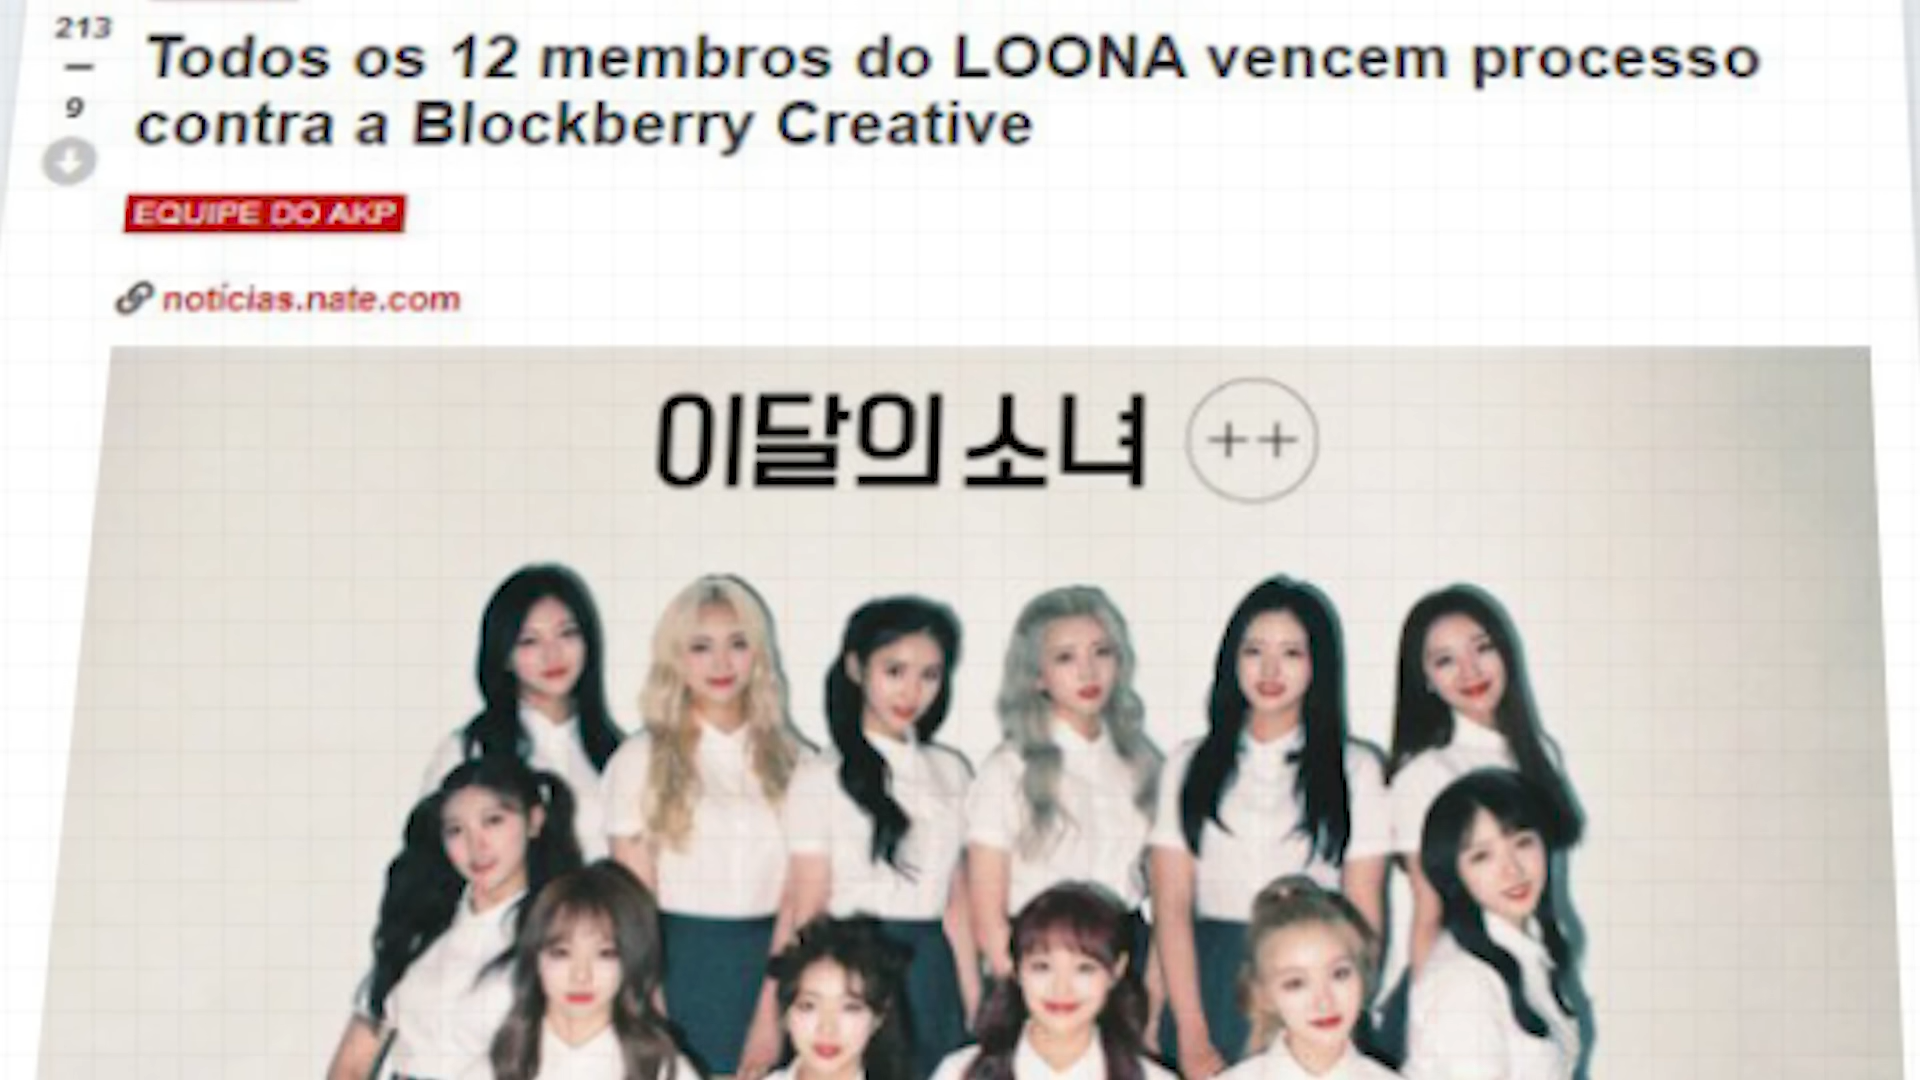 213
–
9
Todos os 12 membros do LOONA vencem processo
contra a Blockberry Creative
EQUIPE DO AKP
notícias.nate.com
이달의 소녀 ++